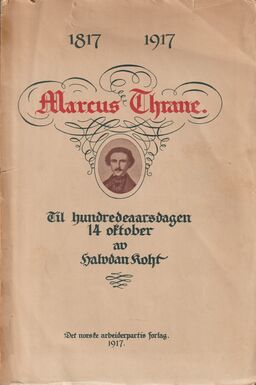 1817 1917
Marcus Thrane.
Til hundredeaarsdagen
14 oktober
av
Halvdan Koht
Det norske arbeiderpartis forlag.
1917.